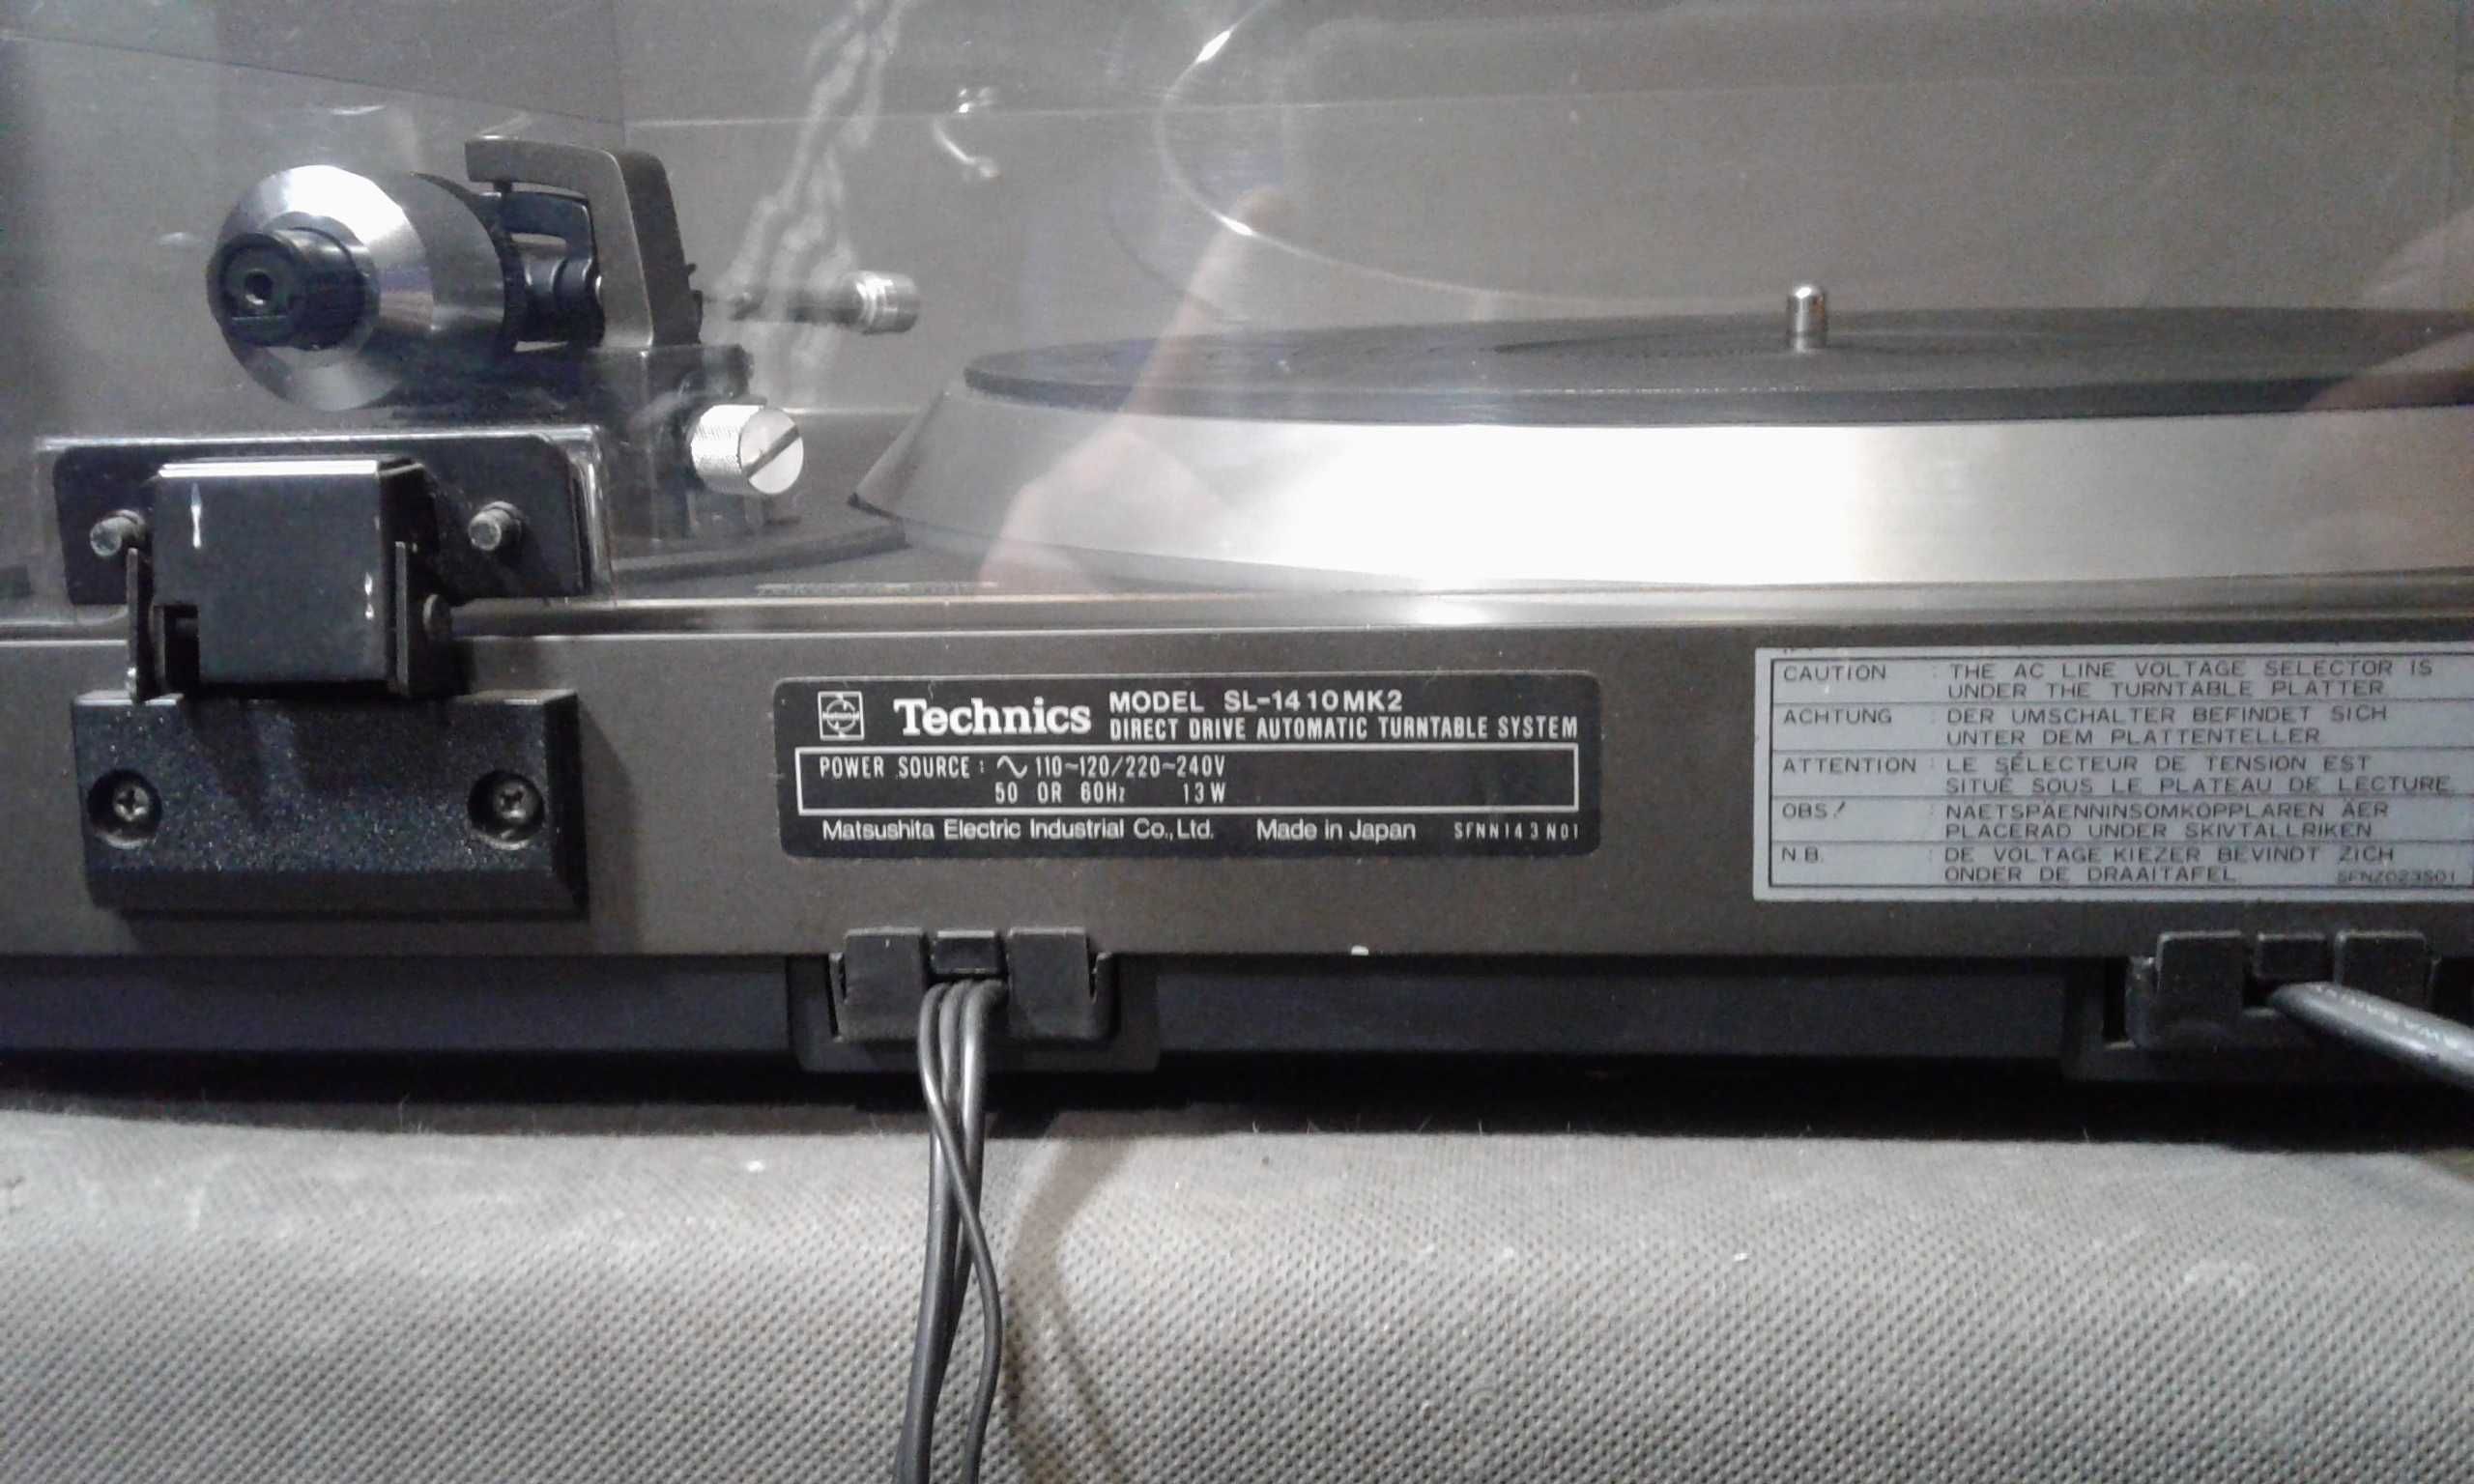 National
Technics
MODEL SL-1410MK2
DIRECT DRIVE AUTOMATIC TURNTABLE SYSTEM
POWER SOURCE : ∿ 110~120/220~240V
50 OR 60Hz 13W
Matsushita Electric Industrial Co.,Ltd. Made in Japan SFNN143N01
CAUTION : THE AC LINE VOLTAGE SELECTOR IS
UNDER THE TURNTABLE PLATTER
ACHTUNG : DER UMSCHALTER BEFINDET SICH
UNTER DEM PLATTENTELLER
ATTENTION : LE SÉLECTEUR DE TENSION EST
SITUÉ SOUS LE PLATEAU DE LECTURE
OBS! : NAETSPAENNINSOMKOPPLAREN AER
PLACERAD UNDER SKIVTALLRIKEN
N.B. : DE VOLTAGE KIEZER BEVINDT ZICH
ONDER DE DRAAITAFEL SFNZ023S01